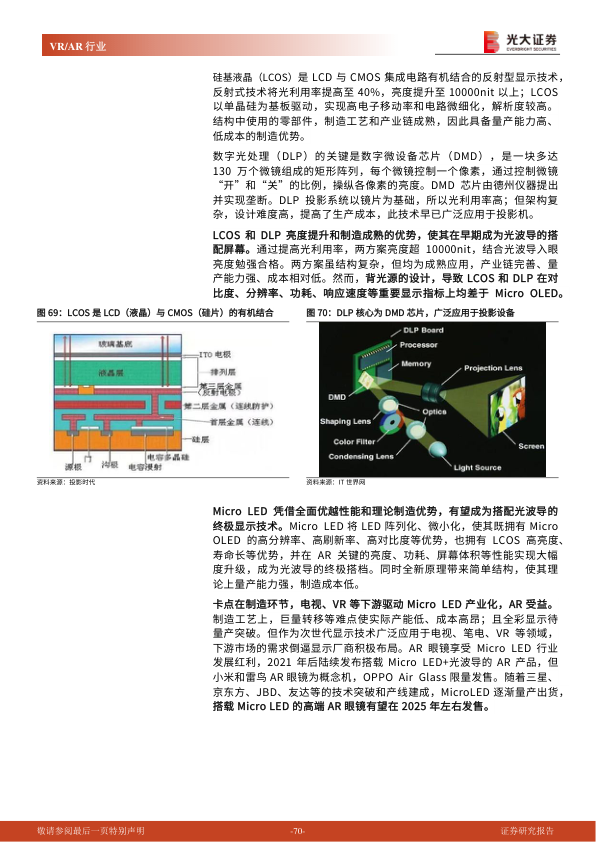 VR/AR 行业
光大证券
EVERBRIGHT SECURITIES
硅基液晶（LCOS）是 LCD 与 CMOS 集成电路有机结合的反射型显示技术，
反射式技术将光利用率提高至 40%，亮度提升至 10000nit 以上；LCOS
以单晶硅为基板驱动，实现高电子移动率和电路微细化，解析度较高。
结构中使用的零部件，制造工艺和产业链成熟，因此具备量产能力高、
低成本的制造优势。
数字光处理（DLP）的关键是数字微设备芯片（DMD），是一块多达
130 万个微镜组成的矩形阵列，每个微镜控制一个像素，通过控制微镜
“开”和“关”的比例，操纵各像素的亮度。DMD 芯片由德州仪器提出
并实现垄断。DLP 投影系统以镜片为基础，所以光利用率高；但架构复
杂，设计难度高，提高了生产成本，此技术早已广泛应用于投影机。
LCOS 和 DLP 亮度提升和制造成熟的优势，使其在早期成为光波导的搭
配屏幕。通过提高光利用率，两方案亮度超 10000nit，结合光波导入眼
亮度勉强合格。两方案虽结构复杂，但均为成熟应用，产业链完善、量
产能力强、成本相对低。然而，背光源的设计，导致 LCOS 和 DLP 在对
比度、分辨率、功耗、响应速度等重要显示指标上均差于 Micro OLED。
图 69：LCOS 是 LCD（液晶）与 CMOS（硅片）的有机结合
玻璃基底
ITO 电极
液晶层
排列层
第三层金属
（反射电极）
第二层金属（连线防护）
首层金属（连线）
硅层
电容多晶硅
源极
门
沟极
资料来源：投影时代
图 70：DLP 核心为 DMD 芯片，广泛应用于投影设备
DLP Board
Processor
Memory
Projection Lens
DMD
Optics
Shaping Lens
Color Filter
Condensing Lens
Screen
Light Source
资料来源：IT 世界网
Micro LED 凭借全面优越性能和理论制造优势，有望成为搭配光波导的
终极显示技术。Micro LED 将 LED 阵列化、微小化，使其既拥有 Micro
OLED 的高分辨率、高刷新率、高对比度等优势，也拥有 LCOS 高亮度、
寿命长等优势，并在 AR 关键的亮度、功耗、屏幕体积等性能实现大幅
度升级，成为光波导的终极搭档。同时全新原理带来简单结构，使其理
论上量产能力强，制造成本低。
卡点在制造环节，电视、VR 等下游驱动 Micro LED 产业化，AR 受益。
制造工艺上，巨量转移等难点使实际产能低、成本高昂；且全彩显示待
量产突破。但作为次世代显示技术广泛应用于电视、笔电、VR 等领域，
下游市场的需求倒逼显示厂商积极布局。AR 眼镜享受 Micro LED 行业
发展红利，2021 年后陆续发布搭载 Micro LED+光波导的 AR 产品，但
小米和雷鸟 AR 眼镜为概念机，OPPO Air Glass 限量发售。随着三星、
京东方、JBD、友达等的技术突破和产线建成，MicroLED 逐渐量产出货，
搭载 Micro LED 的高端 AR 眼镜有望在 2025 年左右发售。
敬请参阅最后一页特别声明
-70-
证券研究报告